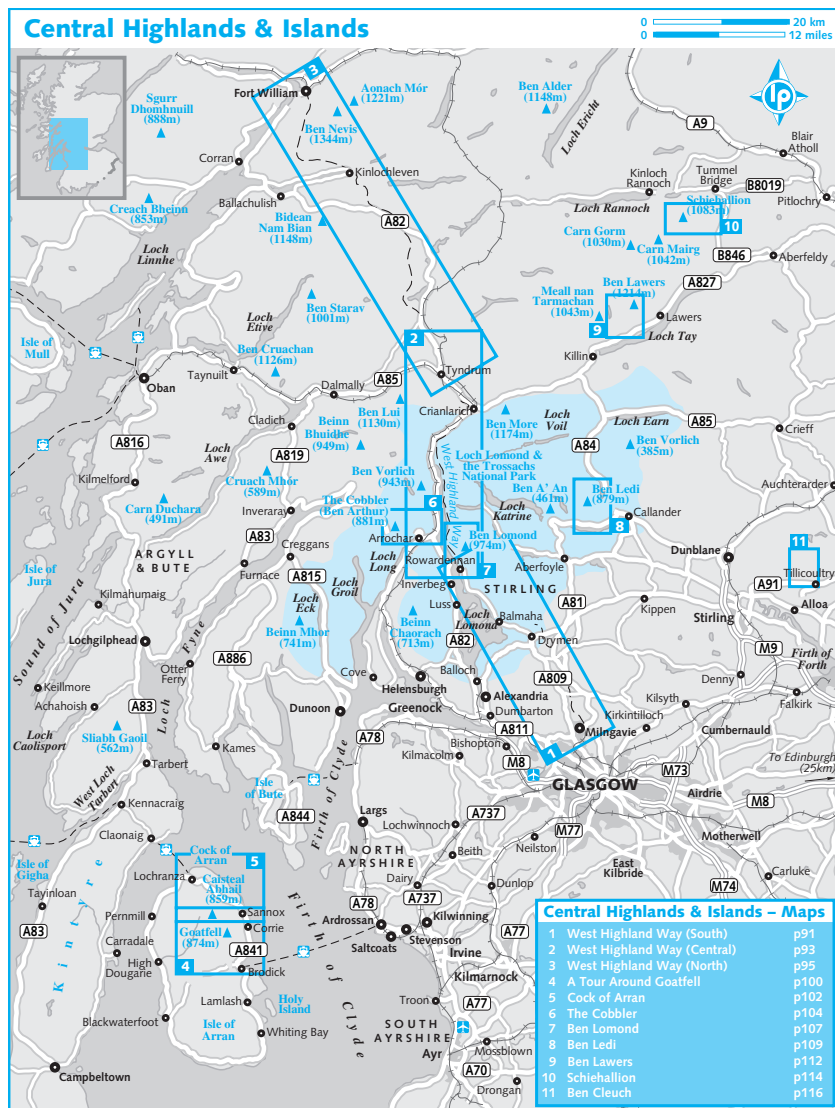 Central Highlands & Islands
0 20 km
0 12 miles
lp
3
Fort William
Aonach Mór
(1221m)
Ben Nevis
(1344m)
Ben Alder
(1148m)
Loch Ericht
A9
Blair
Atholl
Sgurr
Dhomhnuill
(888m)
Corran
Kinlochleven
Kinloch
Rannoch
Tummel
Bridge
B8019
Pitlochry
Creach Bheinn
(853m)
Ballachulish
Bidean
Nam Bian
(1148m)
A82
Loch Rannoch
Schiehallion
(1083m)
10
Carn Gorm
(1030m)
Carn Mairg
(1042m)
B846
Aberfeldy
Loch
Linnhe
A827
Ben Starav
(1001m)
Meall nan
Tarmachan
(1043m)
Ben Lawers
(1214m)
Lawers
9
Loch Tay
Loch
Etive
Isle of
Mull
2
Ben Cruachan
(1126m)
Killin
Oban
Taynuilt
Dalmally
A85
Tyndrum
Crianlarich
Ben Lui
(1130m)
Ben More
(1174m)
Loch
Voil
Loch Earn
A85
Crieff
A84
Ben Vorlich
(385m)
A816
Cladich
Beinn
Bhuidhe
(949m)
Loch
Awe
A819
Loch Lomond &
the Trossachs
National Park
West Highland Way
Kilmelford
Cruach Mhór
(589m)
Ben Vorlich
(943m)
Ben A' An
(461m)
Ben Ledi
(879m)
Auchterarder
Carn Duchara
(491m)
The Cobbler
(Ben Arthur)
(881m)
6
Loch
Katrine
8
Callander
Inveraray
A83
Arrochar
Ben Lomond
(974m)
Dunblane
11
ARGYLL
& BUTE
Creggans
Loch
Long
Rowardennan
7
Aberfoyle
Tillicoultry
Isle of
Jura
Furnace
A815
Loch
Groil
Inverbeg
STIRLING
A91
Kilmahumaig
Loch
Eck
Luss
Loch
Lomond
Balmaha
A81
Kippen
Alloa
Stirling
Sound of Jura
Beinn Mhor
(741m)
Beinn
Chaorach
(713m)
A82
Drymen
M9
Lochgilphead
Loch Fyne
Otter
Ferry
A886
Cove
Balloch
A809
Firth of
Forth
Denny
Keillmore
Helensburgh
Alexandria
Kilsyth
Falkirk
Achahoish
A83
Dunoon
Greenock
Dumbarton
Kirkintilloch
Cumbernauld
Sliabh Gaoil
(562m)
A78
A811
Milngavie
Loch
Caolisport
Kames
Bishopton
1
Kilmacolm
M8
To Edinburgh
(25km)
Tarbert
Isle
of Bute
GLASGOW
M73
West Loch
Tarbert
Kennacraig
Firth of Clyde
Airdrie
M8
A844
Largs
A737
Claonaig
Lochwinnoch
M77
Motherwell
Neilston
Cock of
Arran
5
NORTH
AYRSHIRE
Beith
East
Kilbride
Isle of
Gigha
Lochranza
Caisteal
Abhail
(859m)
Carluke
Dairy
Dunlop
M74
Tayinloan
A78
A737
Pernmill
Sannox
Ardrossan
Kilwinning
A83
Goatfell
(874m)
Corrie
Saltcoats
Stevenson
A77
Carradale
A841
Irvine
High
Dougane
4
Brodick
Kilmarnock
Kintyre
Firth of Clyde
Lamlash
Holy
Island
Troon
A77
Blackwaterfoot
Isle of
Arran
Whiting Bay
SOUTH
AYRSHIRE
Ayr
Mossblown
Campbeltown
A70
Drongan
Central Highlands & Islands – Maps
1 West Highland Way (South) p91
2 West Highland Way (Central) p93
3 West Highland Way (North) p95
4 A Tour Around Goatfell p100
5 Cock of Arran p102
6 The Cobbler p104
7 Ben Lomond p107
8 Ben Ledi p109
9 Ben Lawers p112
10 Schiehallion p114
11 Ben Cleuch p116